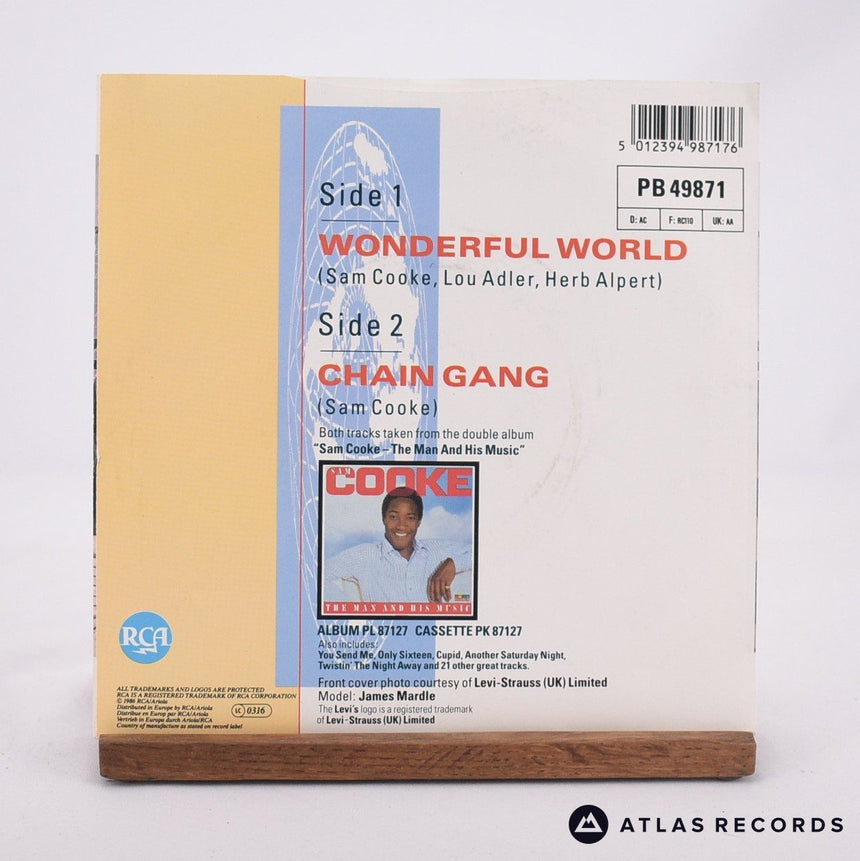 5 012394 987176
PB 49871
D: AC F: RC110 UK: AA
Side 1
WONDERFUL WORLD
(Sam Cooke, Lou Adler, Herb Alpert)
Side 2
CHAIN GANG
(Sam Cooke)
Both tracks taken from the double album
"Sam Cooke – The Man And His Music"
SAM
COOKE
THE MAN AND HIS MUSIC
ALBUM PL 87127 CASSETTE PK 87127
Also includes:
You Send Me, Only Sixteen, Cupid, Another Saturday Night,
Twistin' The Night Away and 21 other great tracks.
Front cover photo courtesy of Levi-Strauss (UK) Limited
Model: James Mardle
The Levi's logo is a registered trademark
of Levi-Strauss (UK) Limited
RCA
ALL TRADEMARKS AND LOGOS ARE PROTECTED
RCA IS A REGISTERED TRADEMARK OF RCA CORPORATION
© 1986 RCA/Ariola
Distributed in Europe by RCA/Ariola
Distribue en Europ par RCA/Ariola
Vertrieb in Europa durch Ariola/RCA
Country of manufacture as stated on record label
LC 0316
ATLAS RECORDS